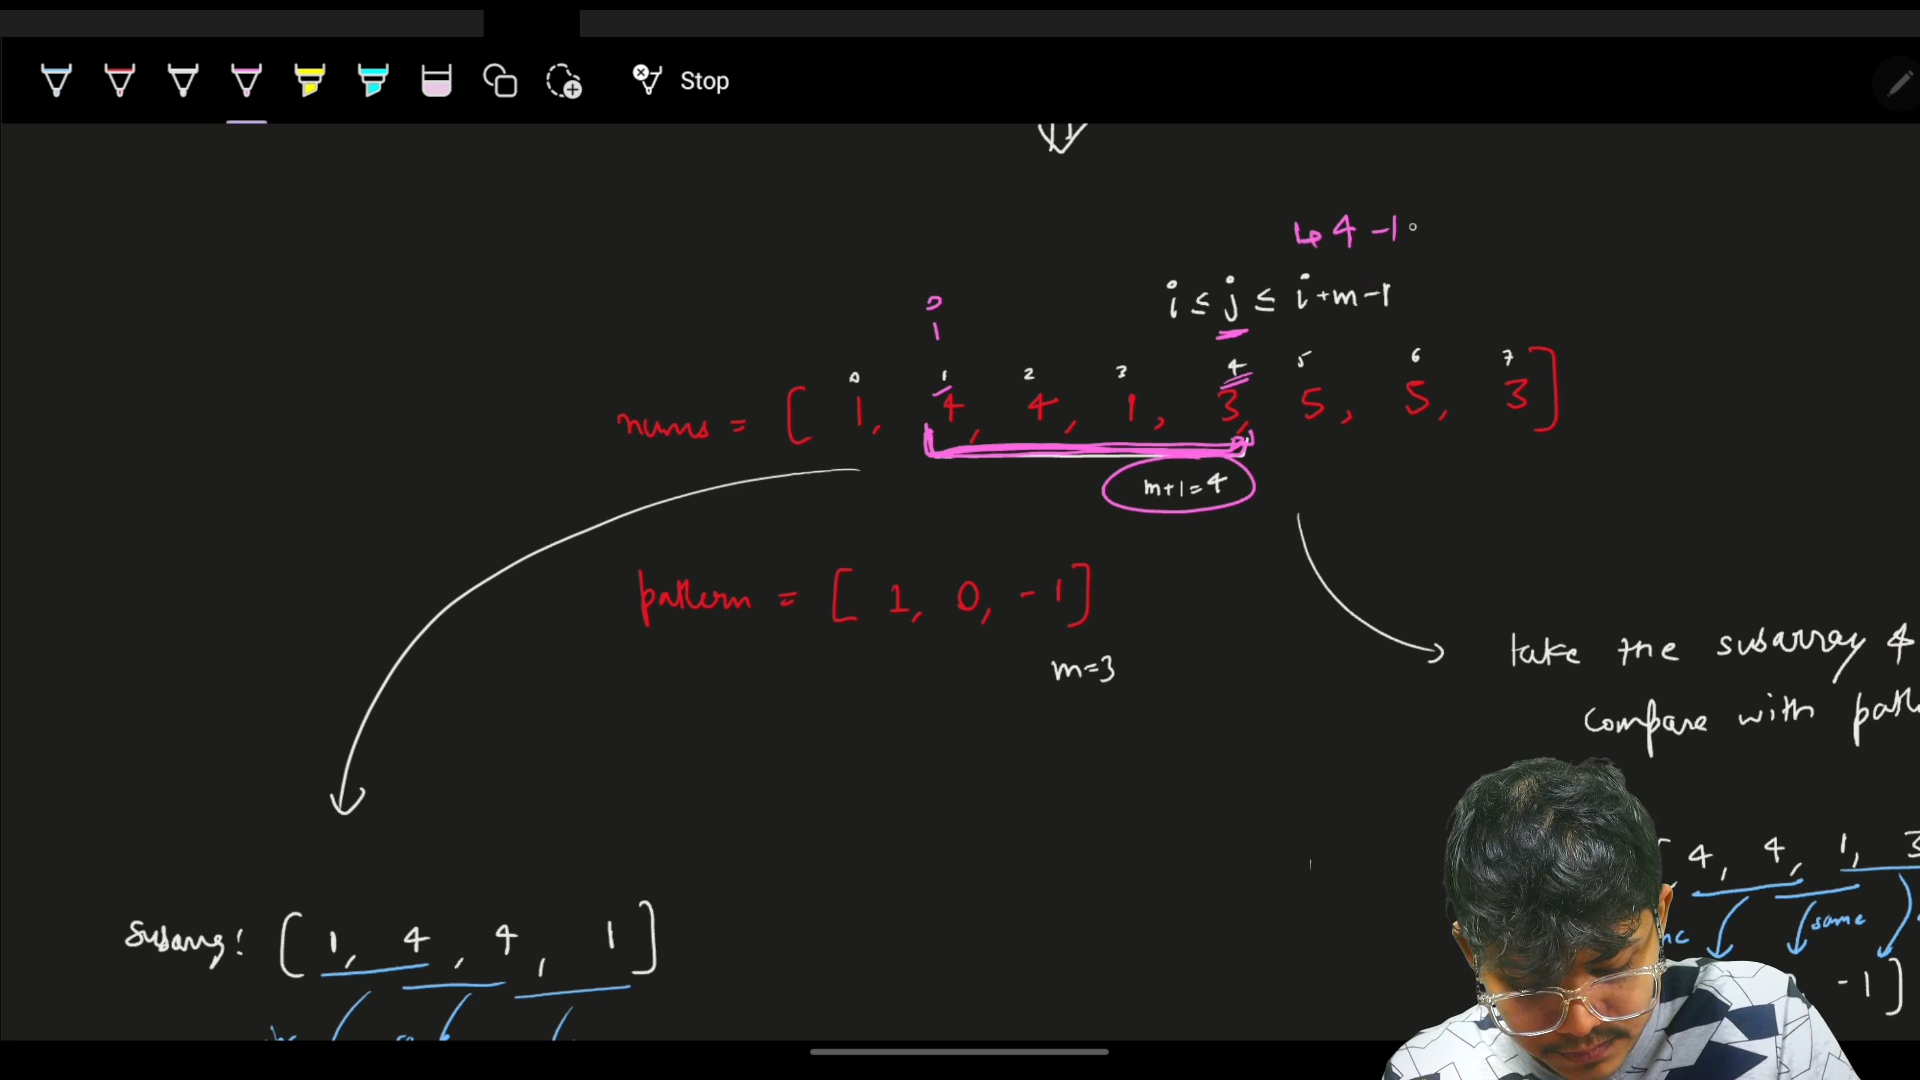 Stop
↳ 4 -1
i ≤ j ≤ i+m-1
i
0 1 2 3 4 5 6 7
nums = [ 1, 4, 4, 1, 3, 5, 5, 3 ]
m+1=4
pattern = [ 1, 0, -1 ]
m=3
take the subarray &
compare with
4, 4, 1, 3
same
-1 ]
Subarray: [ 1, 4, 4, 1 ]